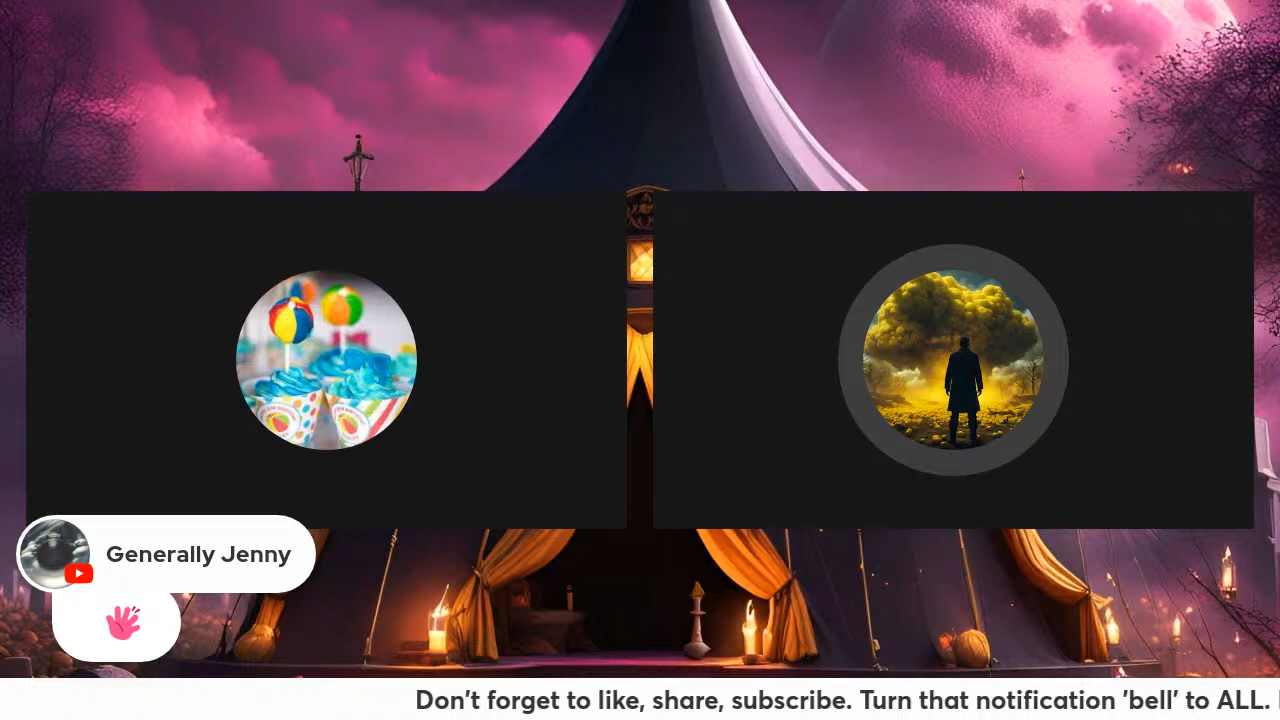 Generally Jenny
Don't forget to like, share, subscribe. Turn that notification 'bell' to ALL.